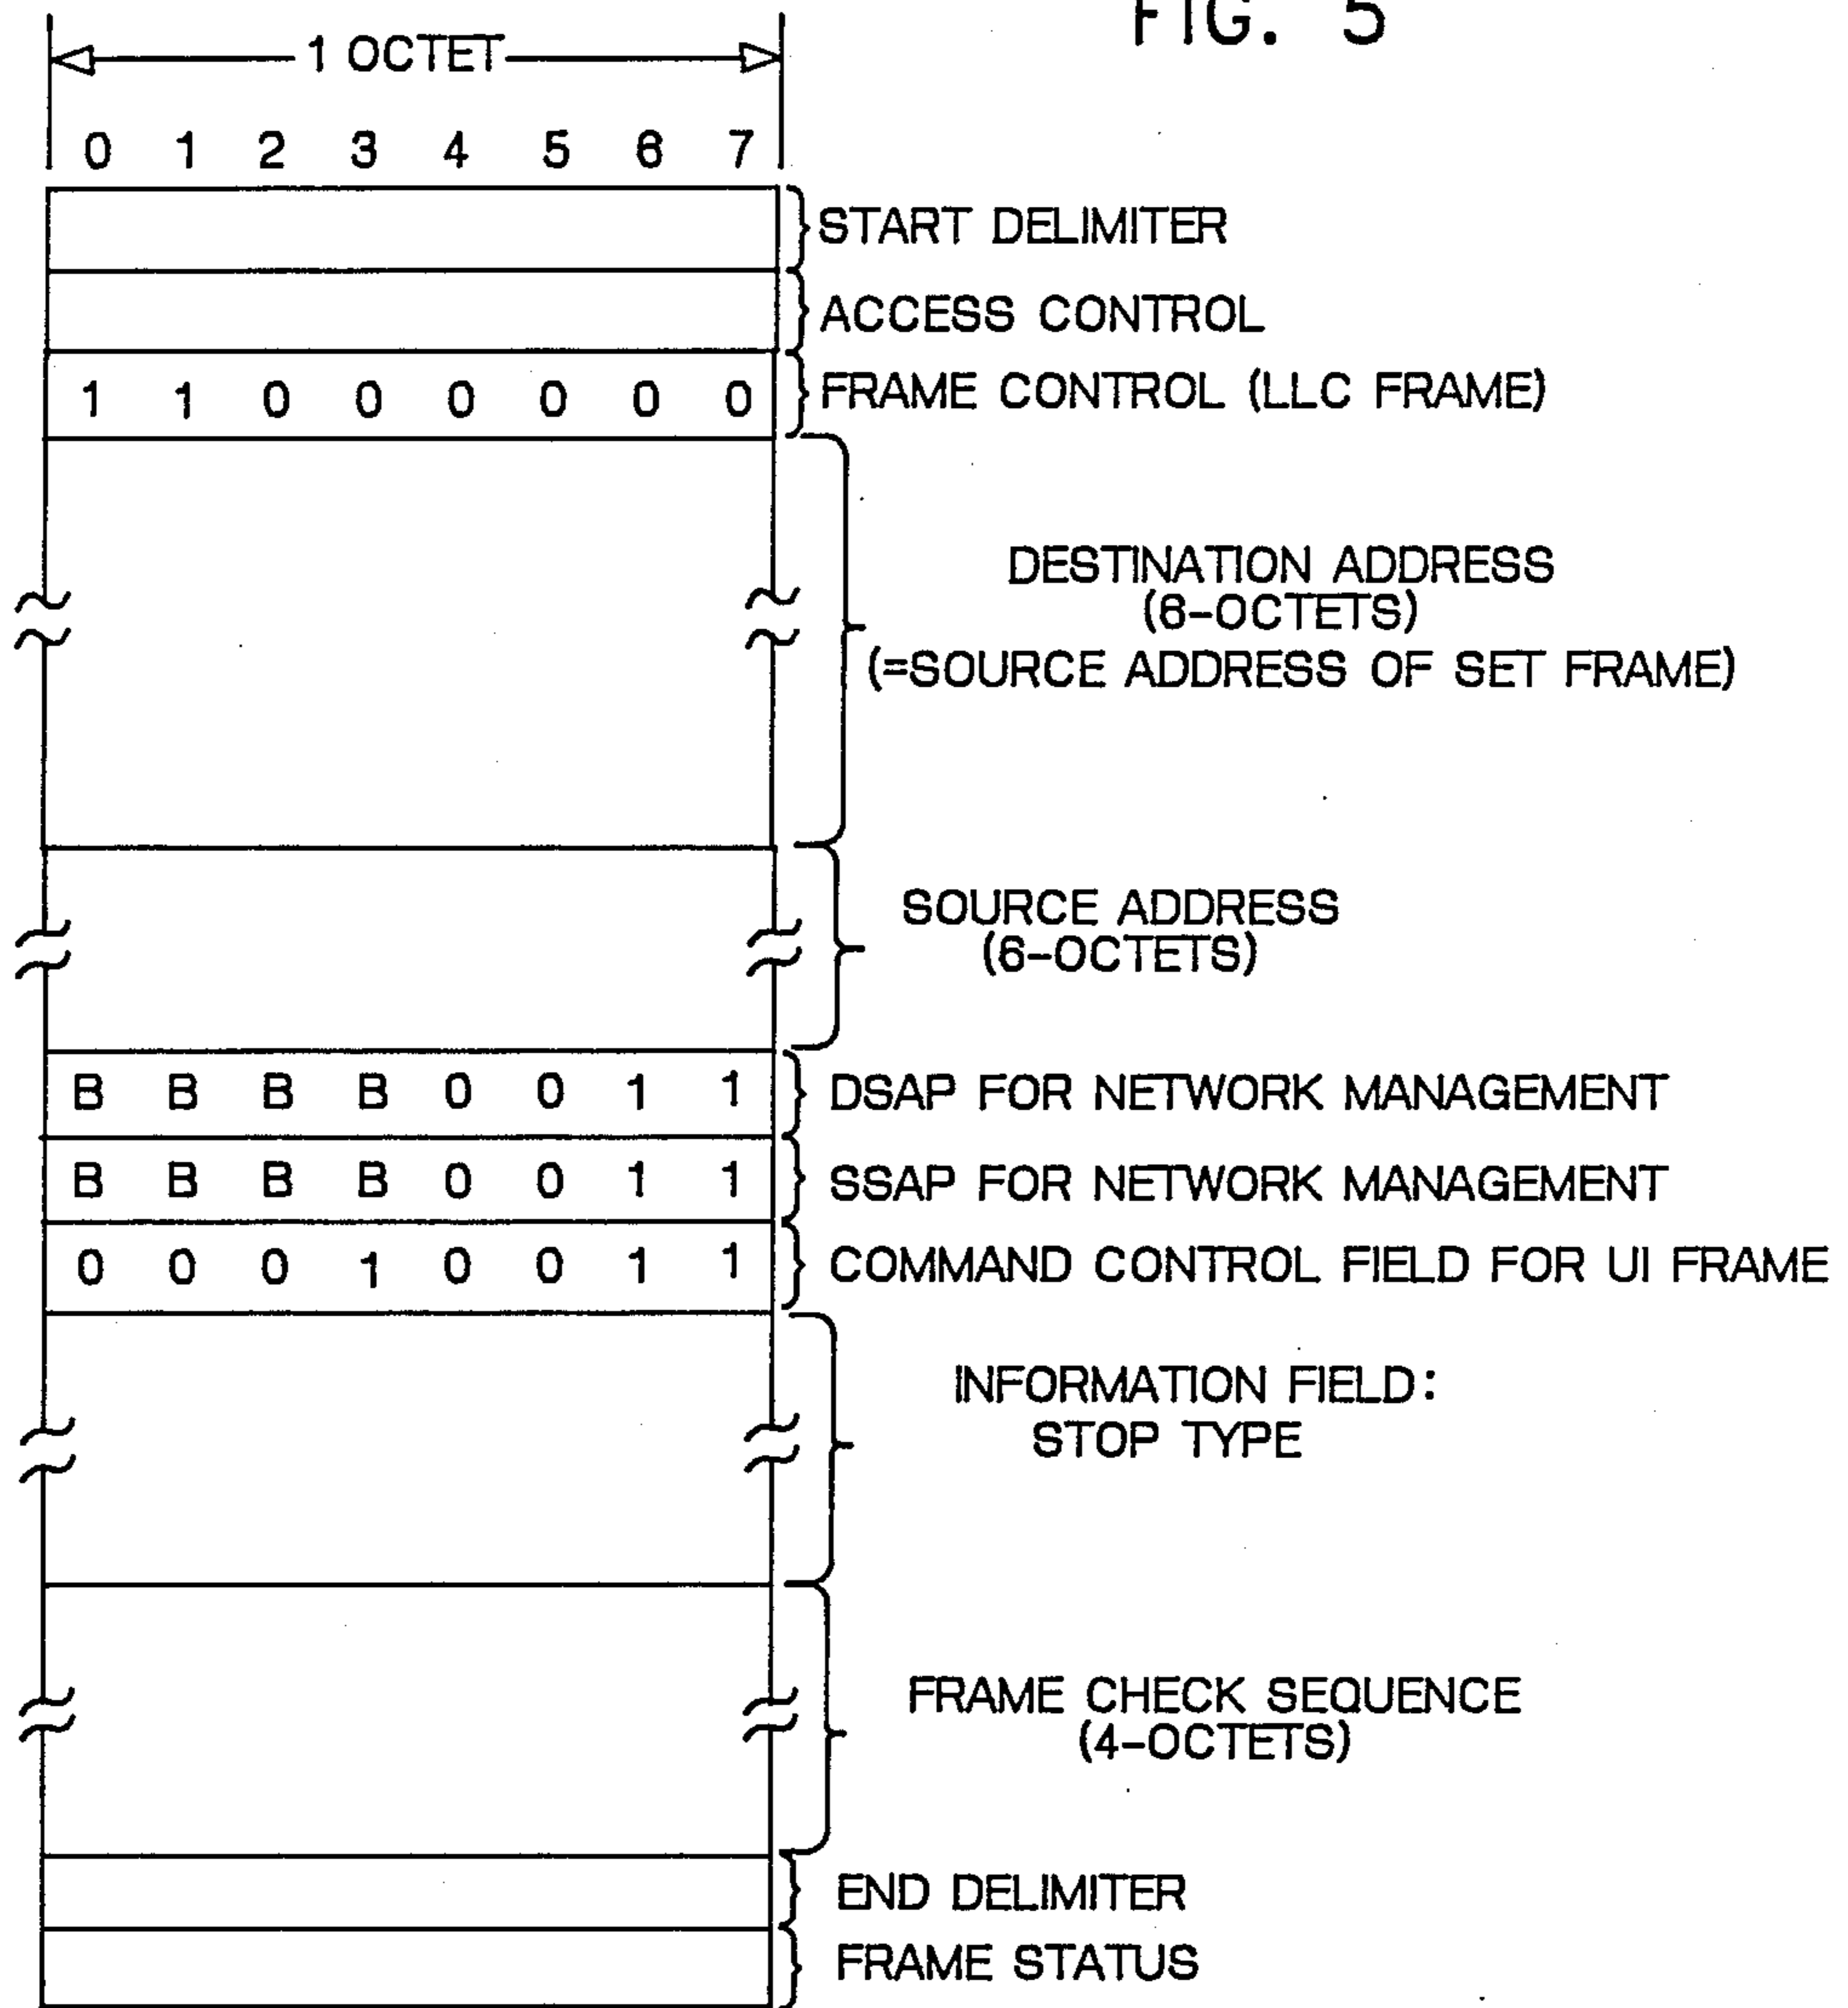 FIG. 5
1 OCTET
0 1 2 3 4 5 6 7
START DELIMITER
ACCESS CONTROL
1 1 0 0 0 0 0 0 FRAME CONTROL (LLC FRAME)
DESTINATION ADDRESS
(6-OCTETS)
(=SOURCE ADDRESS OF SET FRAME)
SOURCE ADDRESS
(6-OCTETS)
B B B B 0 0 1 1 DSAP FOR NETWORK MANAGEMENT
B B B B 0 0 1 1 SSAP FOR NETWORK MANAGEMENT
0 0 0 1 0 0 1 1 COMMAND CONTROL FIELD FOR UI FRAME
INFORMATION FIELD:
STOP TYPE
FRAME CHECK SEQUENCE
(4-OCTETS)
END DELIMITER
FRAME STATUS